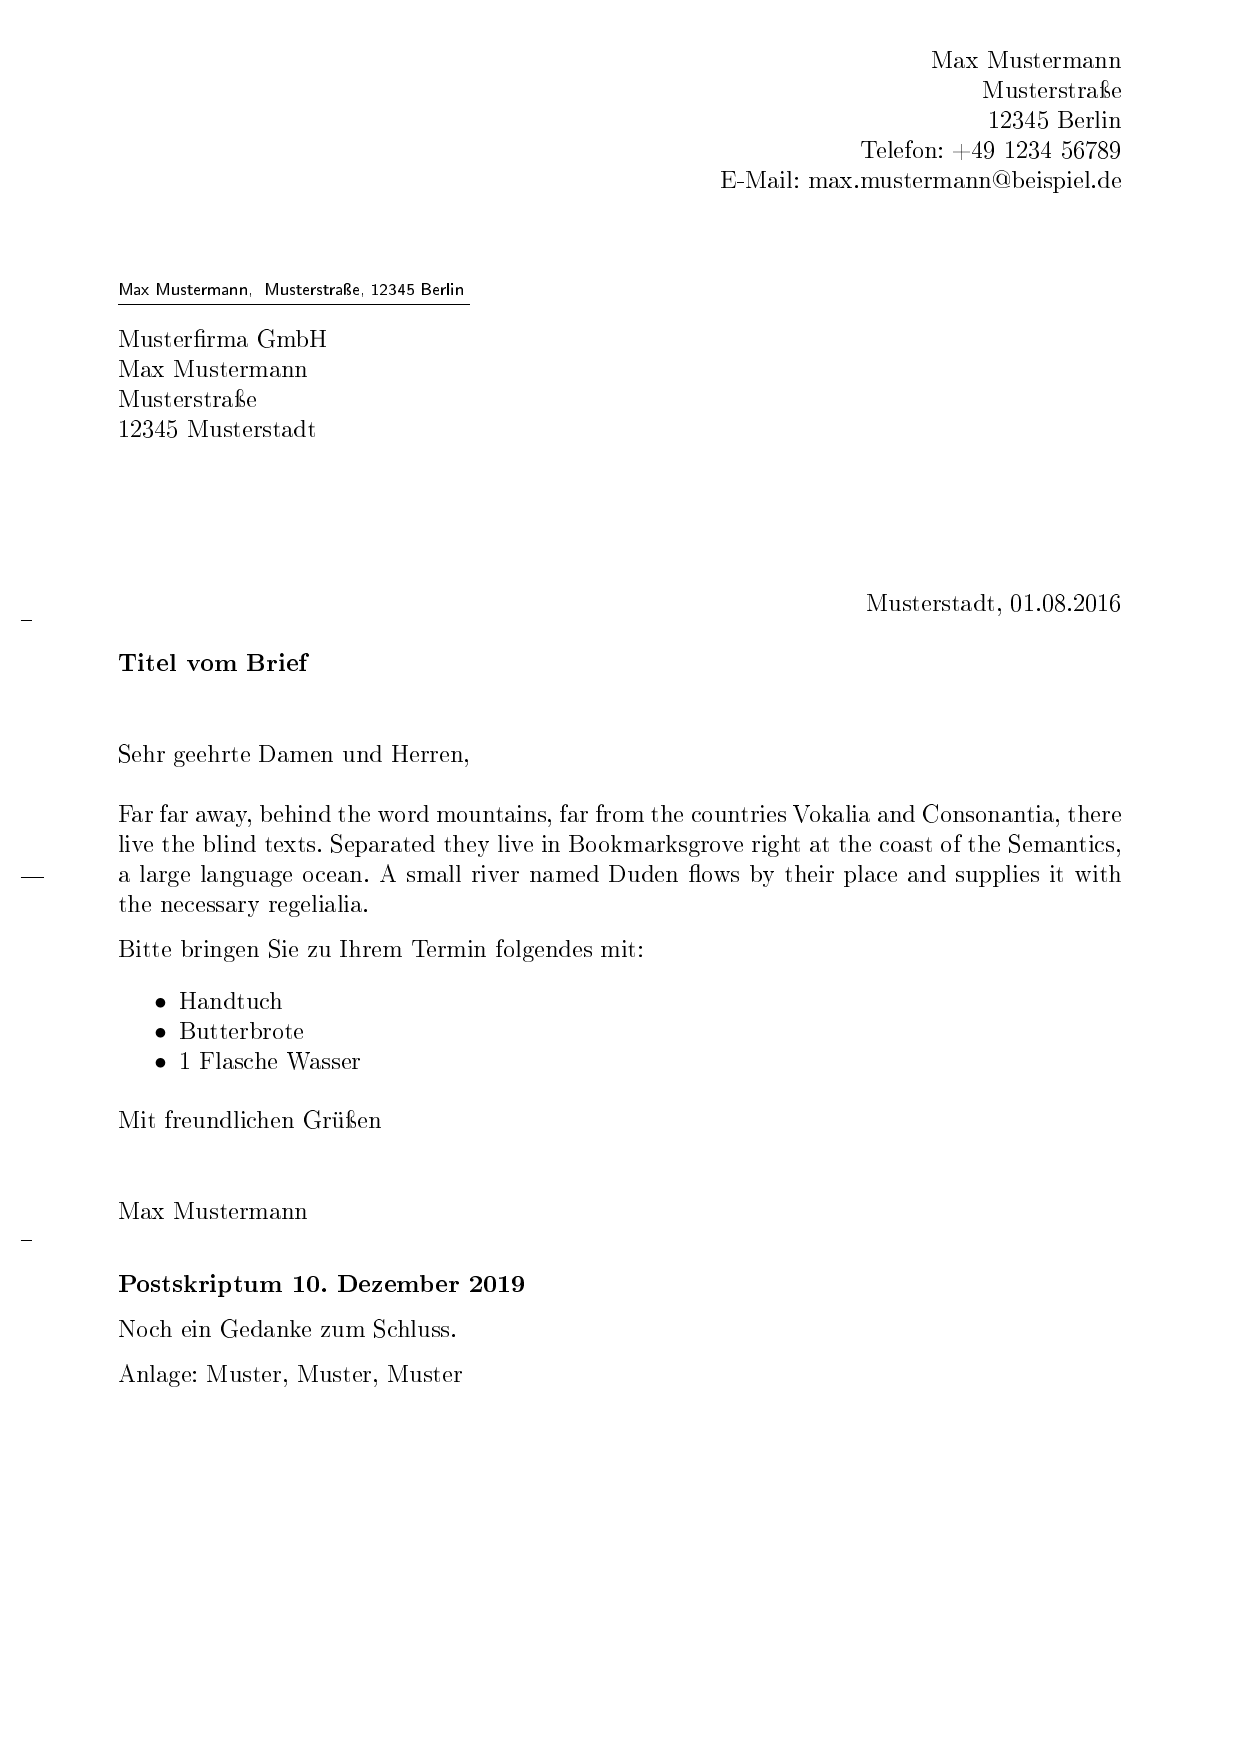 Max Mustermann
Musterstraße
12345 Berlin
Telefon: +49 1234 56789
E-Mail: max.mustermann@beispiel.de
Max Mustermann, Musterstraße, 12345 Berlin
Musterfirma GmbH
Max Mustermann
Musterstraße
12345 Musterstadt
Musterstadt, 01.08.2016
Titel vom Brief
Sehr geehrte Damen und Herren,
Far far away, behind the word mountains, far from the countries Vokalia and Consonantia, there
live the blind texts. Separated they live in Bookmarksgrove right at the coast of the Semantics,
a large language ocean. A small river named Duden flows by their place and supplies it with
the necessary regelialia.
Bitte bringen Sie zu Ihrem Termin folgendes mit:
• Handtuch
• Butterbrote
• 1 Flasche Wasser
Mit freundlichen Grüßen
Max Mustermann
Postskriptum 10. Dezember 2019
Noch ein Gedanke zum Schluss.
Anlage: Muster, Muster, Muster